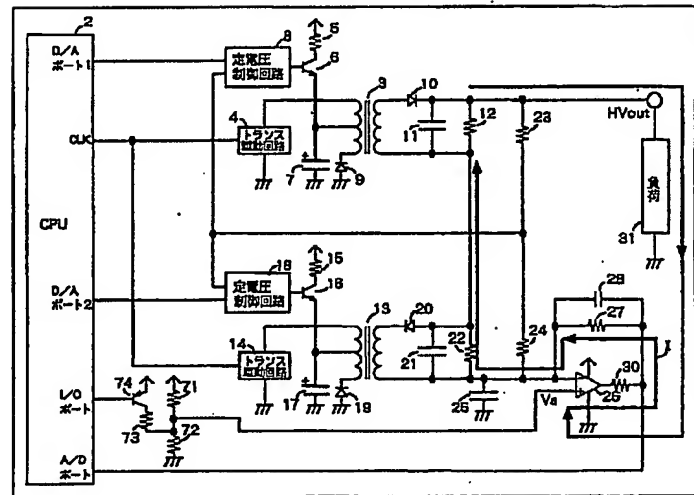 2
D/A
ポート1
CLK
CPU
D/A
ポート2
I/O
ポート
A/D
ポート
8
定電圧
制御回路
5
6
4
トランス
駆動回路
7
3
9
10
11
12
23
HVout
負荷
31
18
定電圧
制御回路
15
16
14
トランス
駆動回路
17
13
19
20
21
22
24
25
28
27
I
30
26
Va
74
71
73
72